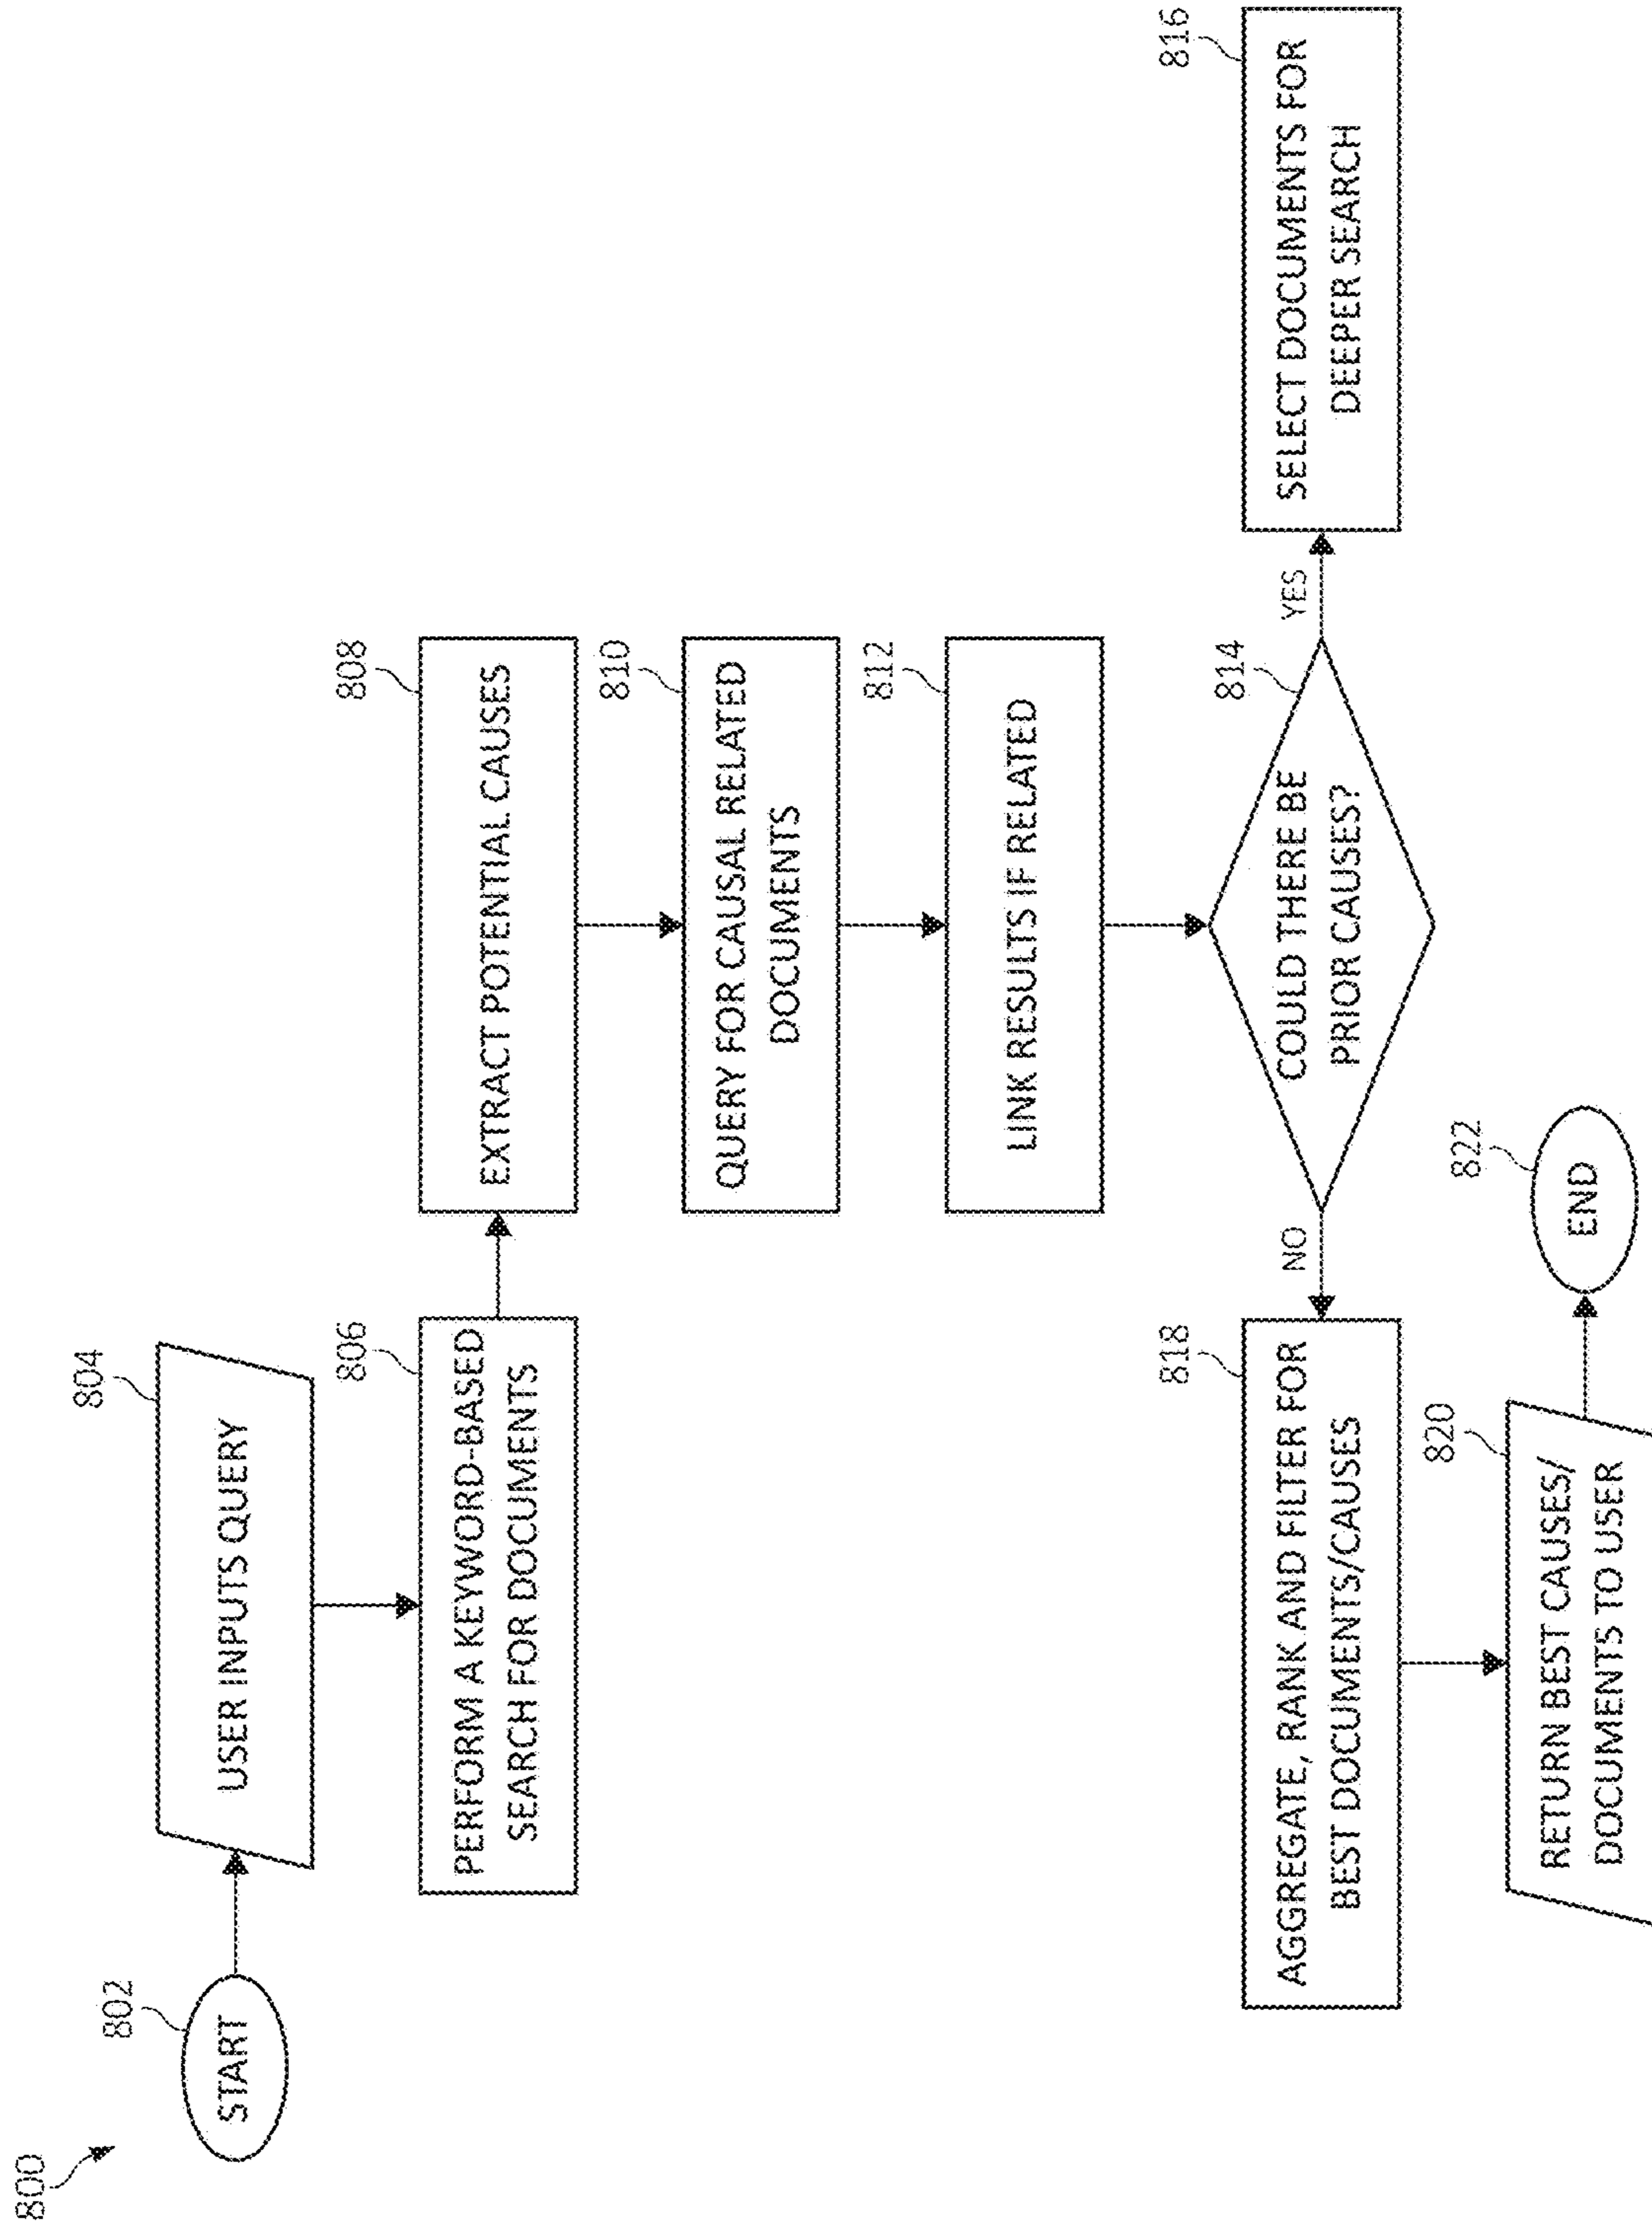 800
802
START
804
USER INPUTS QUERY
806
PERFORM A KEYWORD-BASED
SEARCH FOR DOCUMENTS
808
EXTRACT POTENTIAL CAUSES
810
QUERY FOR CAUSAL RELATED
DOCUMENTS
812
LINK RESULTS IF RELATED
814
COULD THERE BE
PRIOR CAUSES?
YES
816
SELECT DOCUMENTS FOR
DEEPER SEARCH
NO
818
AGGREGATE, RANK AND FILTER FOR
BEST DOCUMENTS/CAUSES
820
RETURN BEST CAUSES/
DOCUMENTS TO USER
822
END